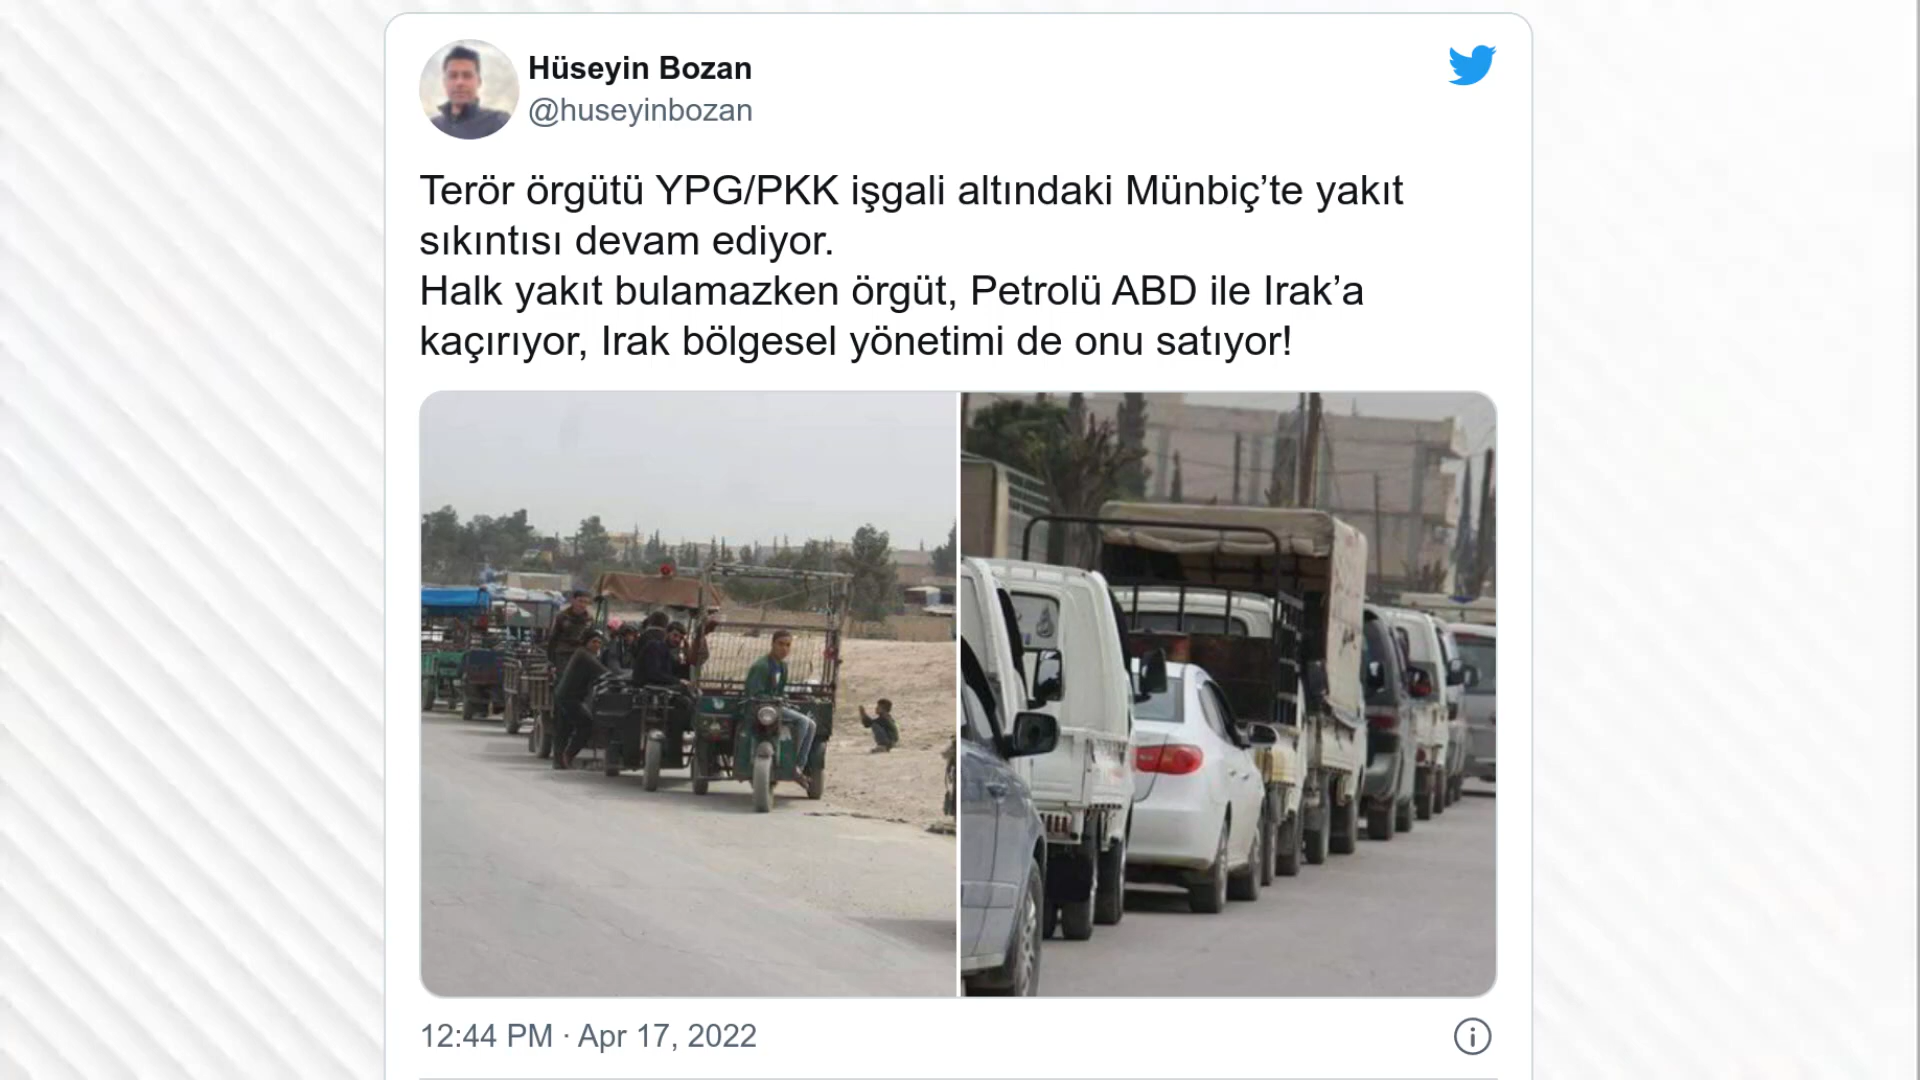 Hüseyin Bozan
@huseyinbozan
Terör örgütü YPG/PKK işgali altındaki Münbiç’te yakıt
sıkıntısı devam ediyor.
Halk yakıt bulamazken örgüt, Petrolü ABD ile Irak’a
kaçırıyor, Irak bölgesel yönetimi de onu satıyor!
12:44 PM · Apr 17, 2022